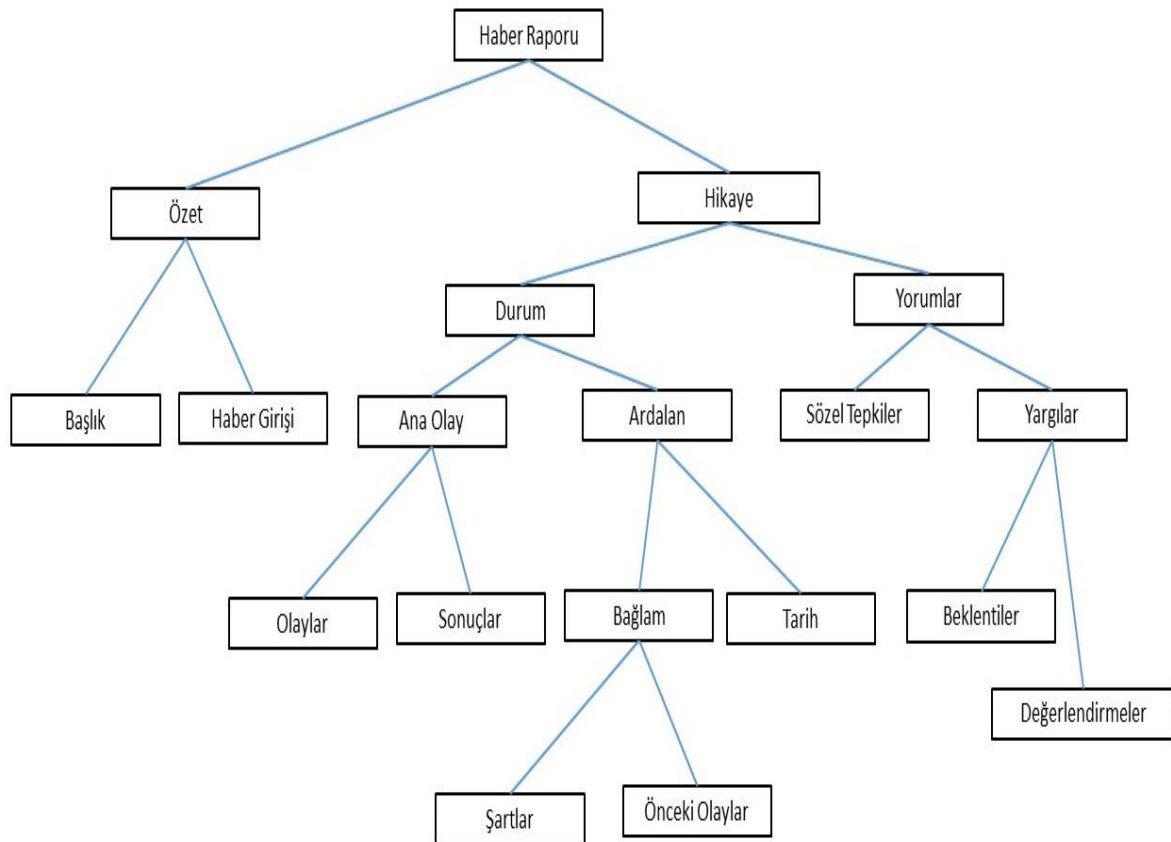 Haber Raporu
Özet
Hikaye
Durum
Yorumlar
Başlık
Haber Girişi
Ana Olay
Ardalan
Sözel Tepkiler
Yargılar
Olaylar
Sonuçlar
Bağlam
Tarih
Beklentiler
Değerlendirmeler
Şartlar
Önceki Olaylar